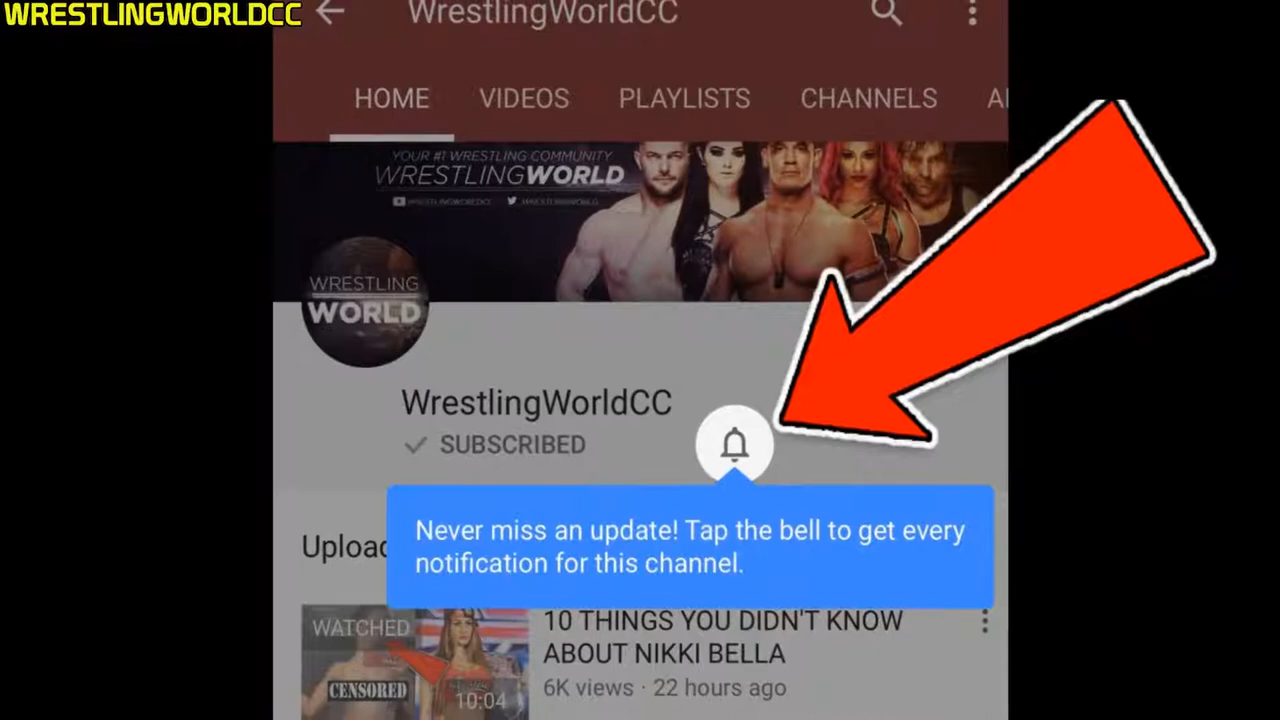 WRESTLINGWORLDCC
WrestlingWorldCC
HOME VIDEOS PLAYLISTS CHANNELS
YOUR #1 WRESTLING COMMUNITY
WRESTLINGWORLD
WRESTLING
WORLD
WrestlingWorldCC
SUBSCRIBED
Never miss an update! Tap the bell to get every
notification for this channel.
Upload
WATCHED
CENSORED
10:04
10 THINGS YOU DIDN'T KNOW
ABOUT NIKKI BELLA
6K views · 22 hours ago